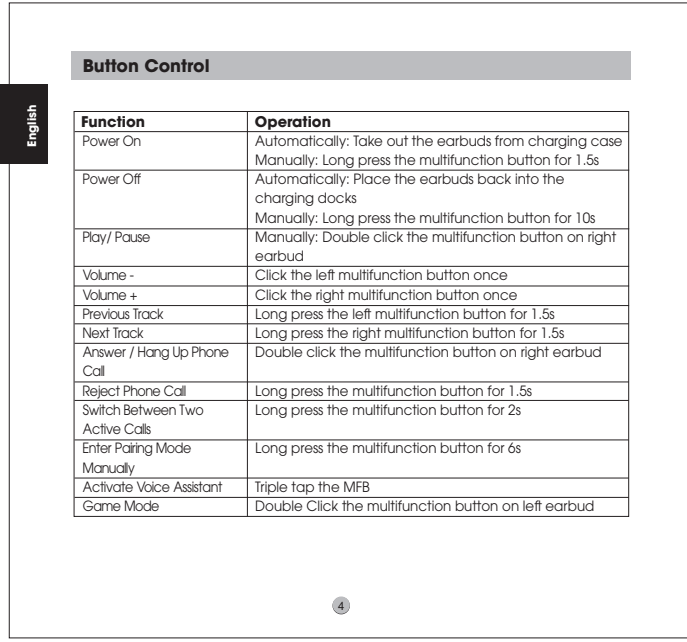 Button Control
English
Function Operation
Power On Automatically: Take out the earbuds from charging case
Manually: Long press the multifunction button for 1.5s
Power Off Automatically: Place the earbuds back into the
charging docks
Manually: Long press the multifunction button for 10s
Play/ Pause Manually: Double click the multifunction button on right
earbud
Volume - Click the left multifunction button once
Volume + Click the right multifunction button once
Previous Track Long press the left multifunction button for 1.5s
Next Track Long press the right multifunction button for 1.5s
Answer / Hang Up Phone Double click the multifunction button on right earbud
Call
Reject Phone Call Long press the multifunction button for 1.5s
Switch Between Two Long press the multifunction button for 2s
Active Calls
Enter Pairing Mode Long press the multifunction button for 6s
Manually
Activate Voice Assistant Triple tap the MFB
Game Mode Double Click the multifunction button on left earbud
4